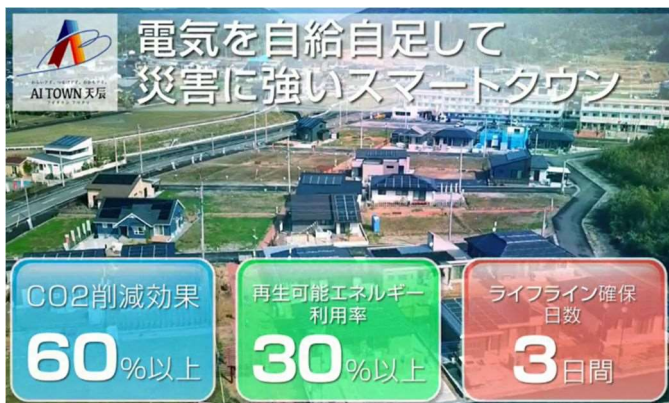 電気を自給自足して
災害に強いスマートタウン
AI TOWN 天辰
CO2削減効果
60%以上
再生可能エネルギー
利用率
30%以上
ライフライン確保
日数
3日間